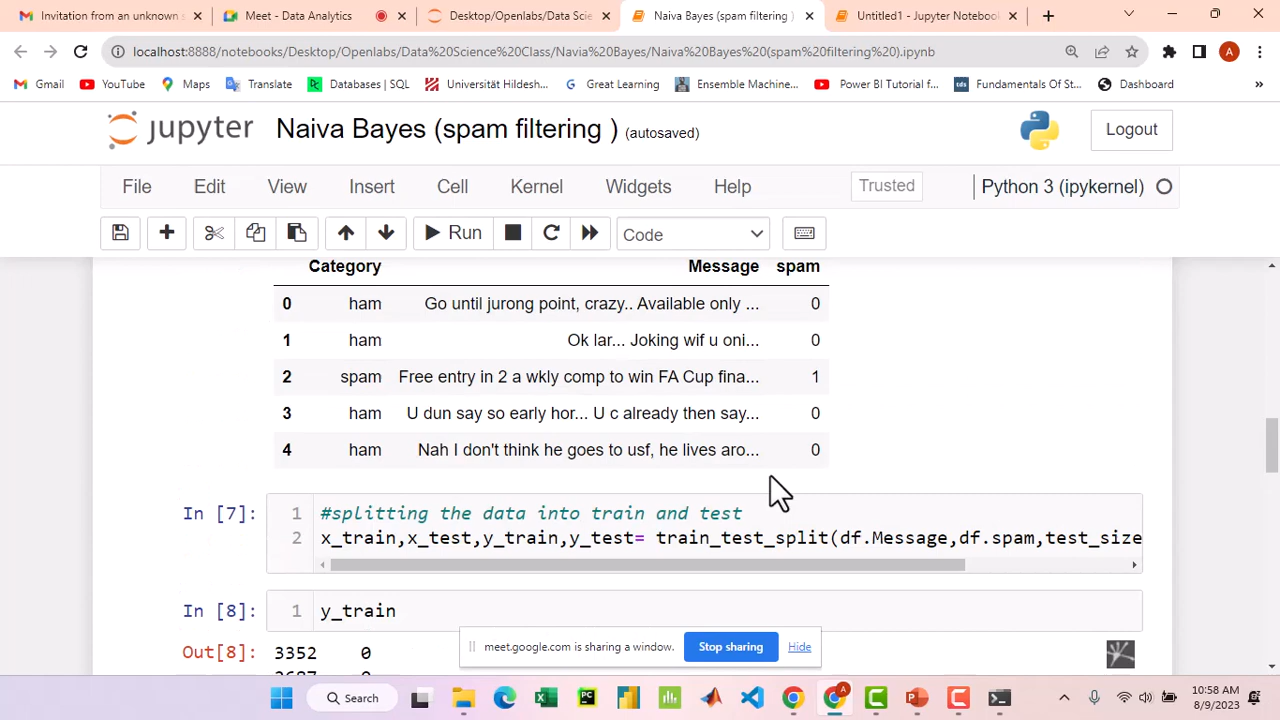 Invitation from an unknown s
Meet - Data Analytics
Desktop/Openlabs/Data Scienc
Naiva Bayes (spam filtering )
Untitled1 - Jupyter Notebook
localhost:8888/notebooks/Desktop/Openlabs/Data%20Science%20Class/Navia%20Bayes/Naiva%20Bayes%20(spam%20filtering%20).ipynb
A
Gmail YouTube Maps Translate Databases | SQL Universität Hildesh... Great Learning Ensemble Machine... Power BI Tutorial f... Fundamentals Of St... Dashboard »
jupyter Naiva Bayes (spam filtering ) (autosaved) Logout
File Edit View Insert Cell Kernel Widgets Help Trusted Python 3 (ipykernel)
Run Code
Category Message spam
0 ham Go until jurong point, crazy.. Available only ... 0
1 ham Ok lar... Joking wif u oni... 0
2 spam Free entry in 2 a wkly comp to win FA Cup fina... 1
3 ham U dun say so early hor... U c already then say... 0
4 ham Nah I don't think he goes to usf, he lives aro... 0
In [7]: 1 #splitting the data into train and test
2 x_train,x_test,y_train,y_test= train_test_split(df.Message,df.spam,test_size
In [8]: 1 y_train
meet.google.com is sharing a window. Stop sharing Hide
Out[8]: 3352 0
Search
10:58 AM
8/9/2023